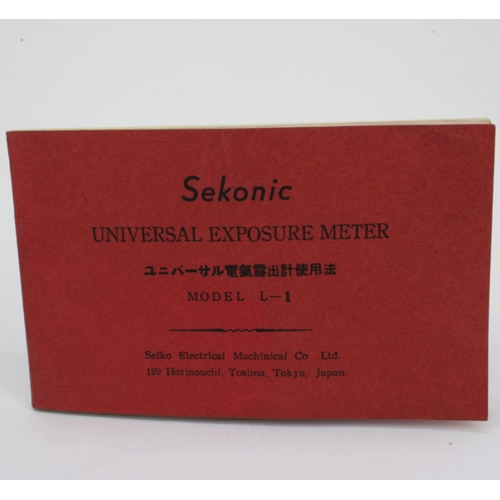 Sekonic
UNIVERSAL EXPOSURE METER
ユニバーサル電氣露出計使用法
MODEL L—1
Seiko Electrical Mechinical Co Ltd.
199 Horinouchi, Tosima, Tokyo, Japan